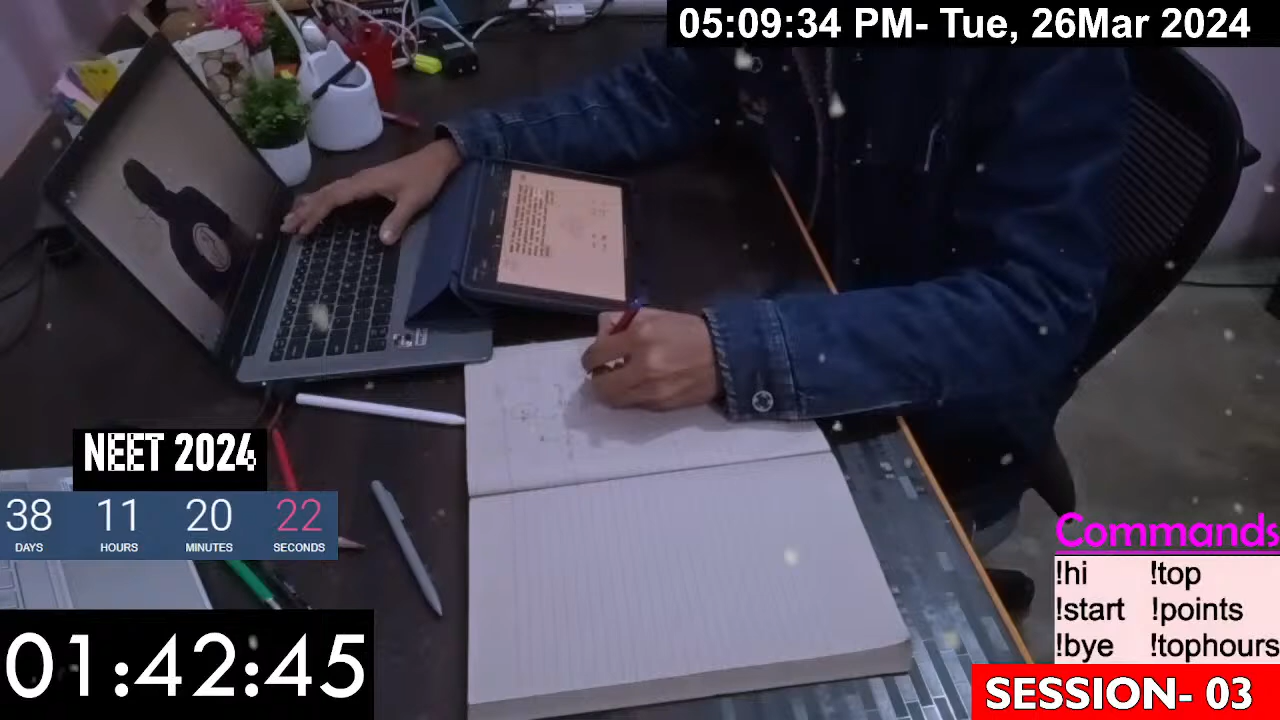 05:09:34 PM- Tue, 26Mar 2024
NEET 2024
38 11 20 22
DAYS HOURS MINUTES SECONDS
01:42:45
Commands
!hi !top
!start !points
!bye !tophours
SESSION- 03